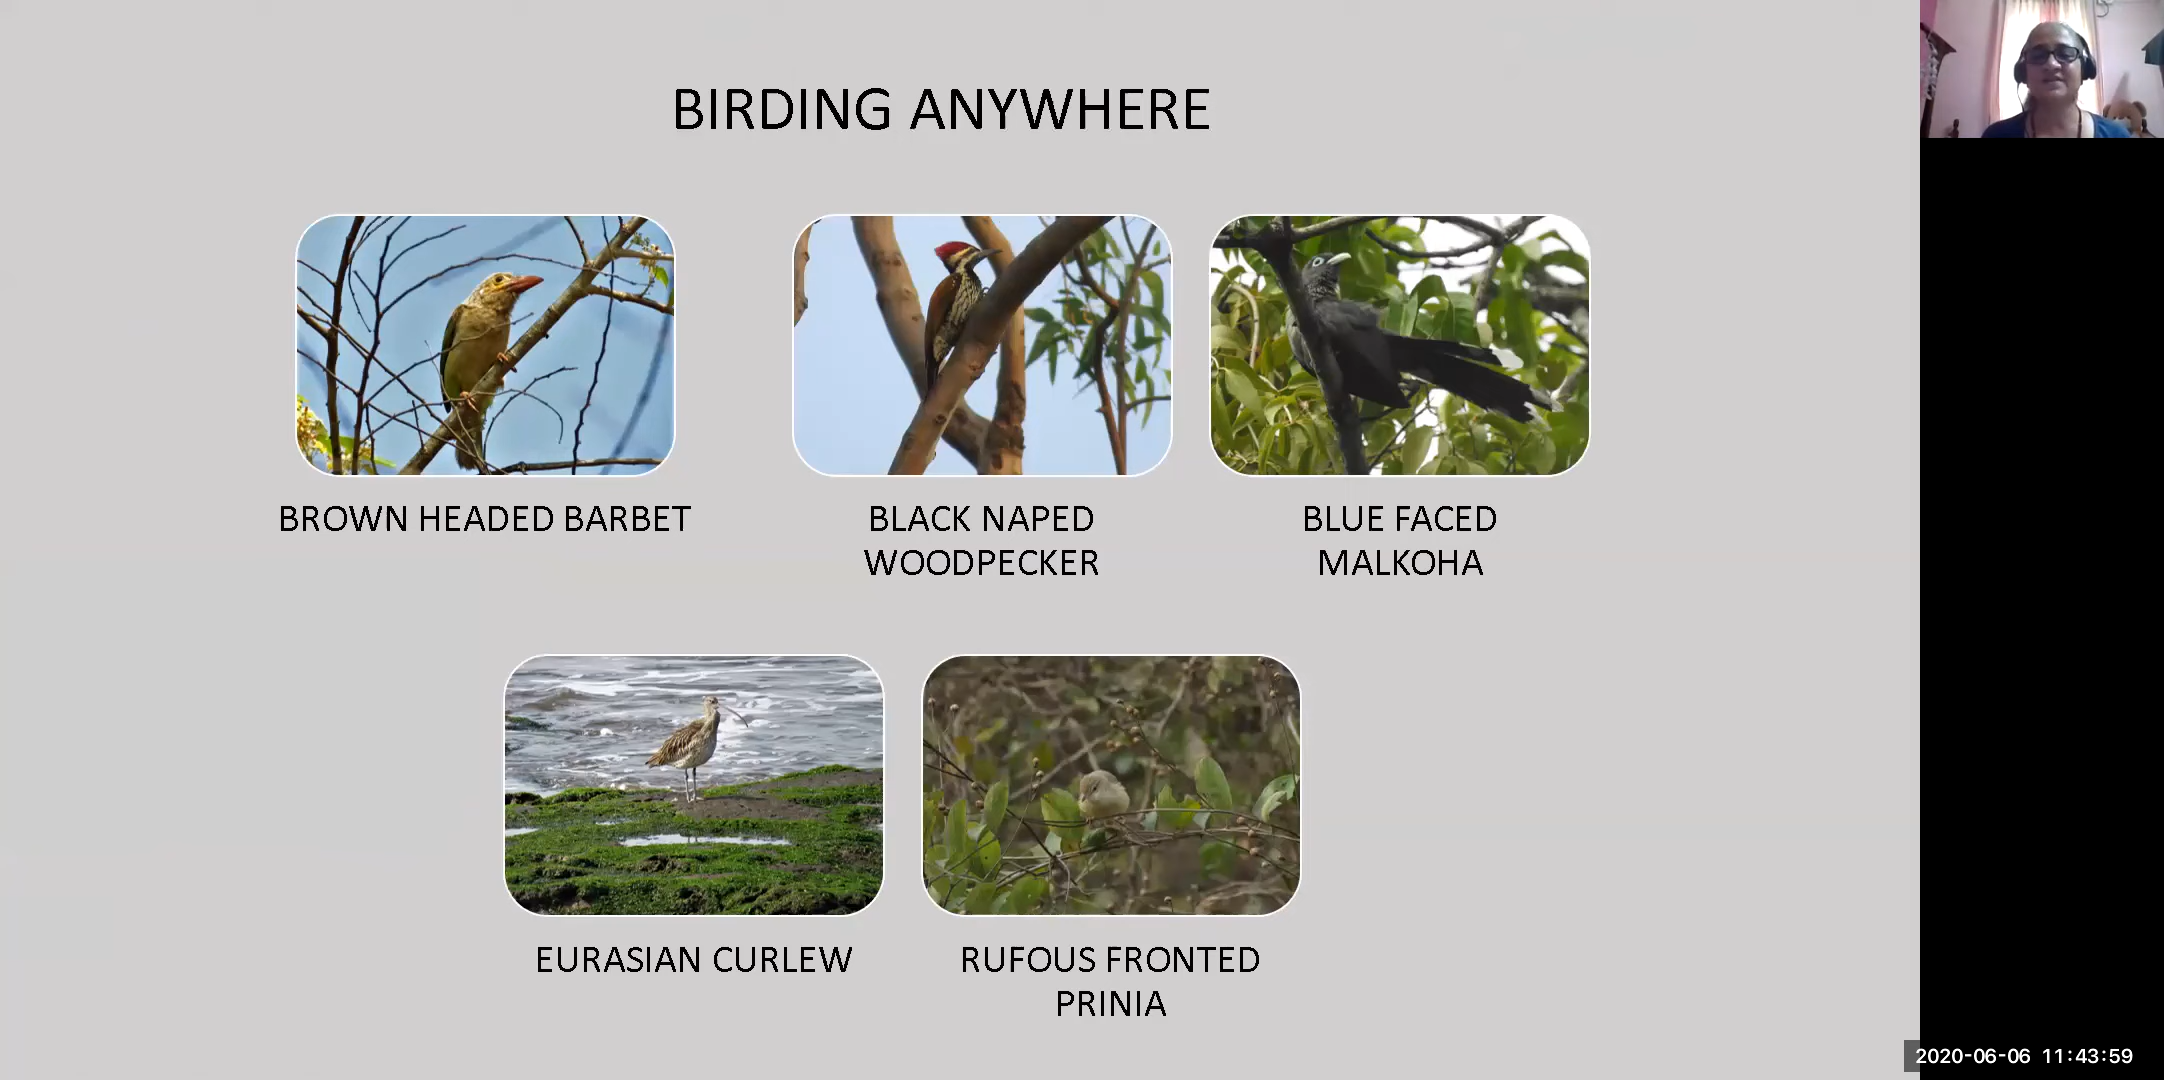 BIRDING ANYWHERE
BROWN HEADED BARBET
BLACK NAPED
WOODPECKER
BLUE FACED
MALKOHA
EURASIAN CURLEW
RUFOUS FRONTED
PRINIA
2020-06-06 11:43:59